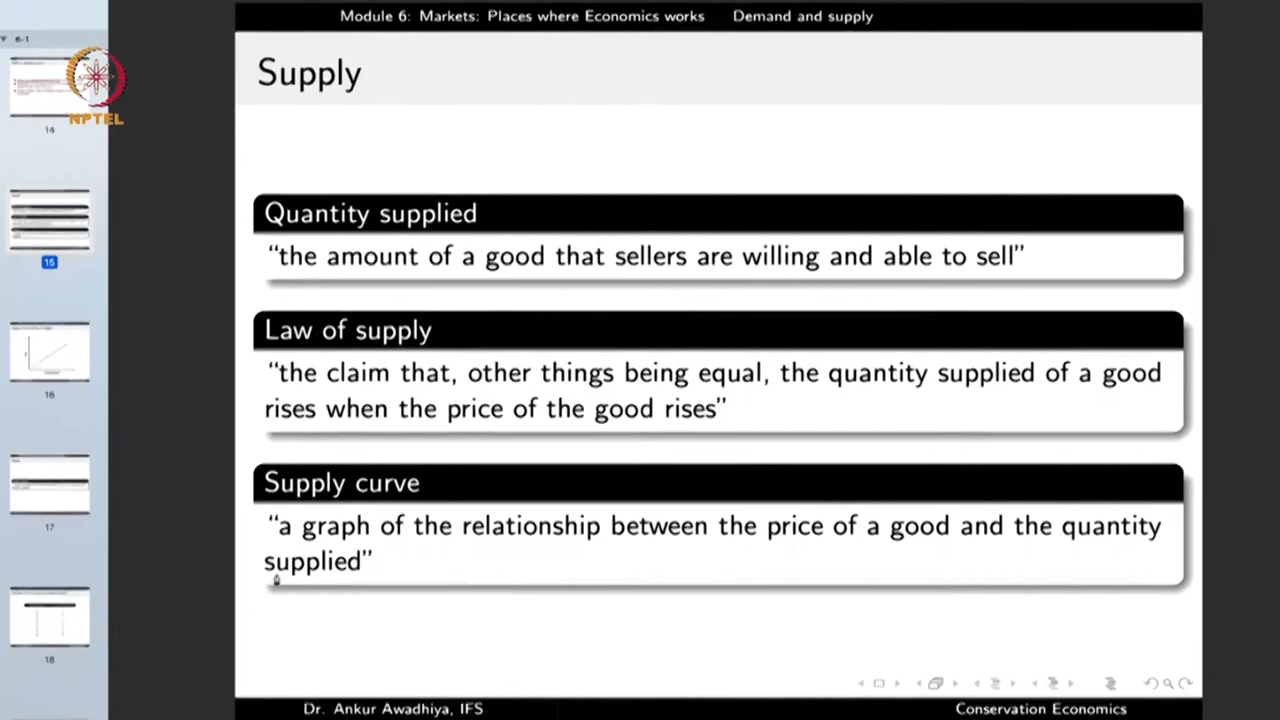 Module 6: Markets: Places where Economics works Demand and supply
6-1
Supply
NPTEL
14
Quantity supplied
“the amount of a good that sellers are willing and able to sell”
15
Law of supply
“the claim that, other things being equal, the quantity supplied of a good
rises when the price of the good rises”
16
Supply curve
“a graph of the relationship between the price of a good and the quantity
supplied”
17
18
Dr. Ankur Awadhiya, IFS Conservation Economics